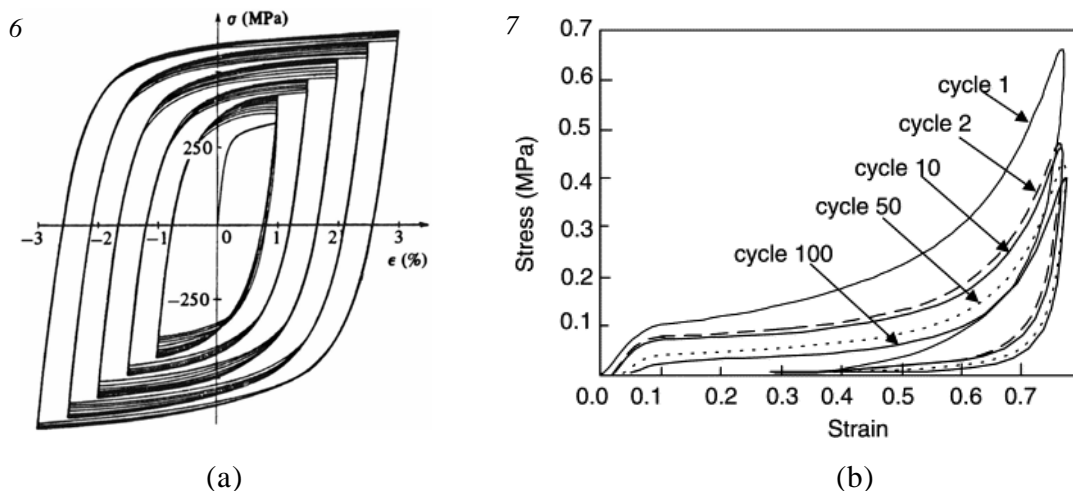 6
σ (MPa)
250
−3
−2
−1
0
1
2
3
ϵ (%)
−250
(a)
7
0.7
0.6
0.5
0.4
0.3
0.2
0.1
Stress (MPa)
cycle 1
cycle 2
cycle 10
cycle 50
cycle 100
0.0
0.1
0.2
0.3
0.4
0.5
0.6
0.7
Strain
(b)